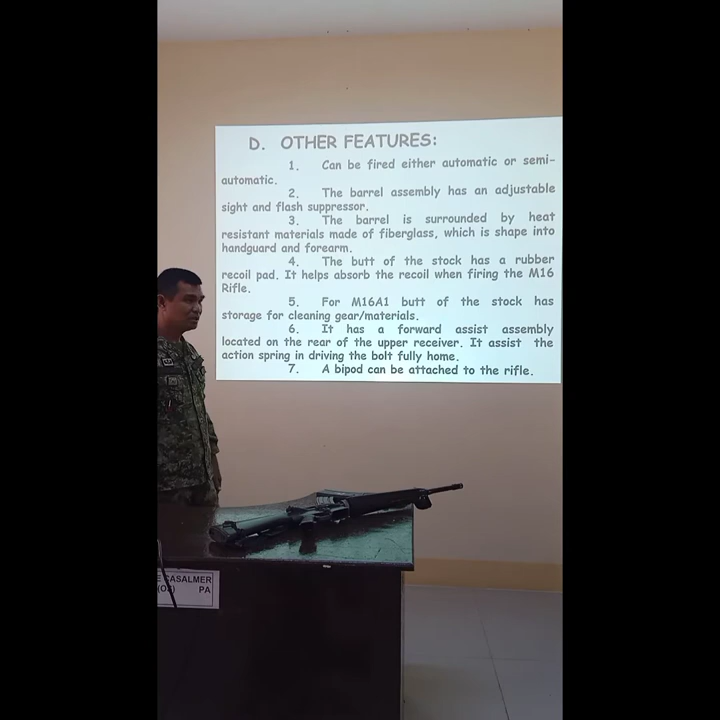 D. OTHER FEATURES:
1. Can be fired either automatic or semi-
automatic.
2. The barrel assembly has an adjustable
sight and flash suppressor.
3. The barrel is surrounded by heat
resistant materials made of fiberglass, which is shape into
handguard and forearm.
4. The butt of the stock has a rubber
recoil pad. It helps absorb the recoil when firing the M16
Rifle.
5. For M16A1 butt of the stock has
storage for cleaning gear/materials.
6. It has a forward assist assembly
located on the rear of the upper receiver. It assist the
action spring in driving the bolt fully home.
7. A bipod can be attached to the rifle.
E CASALMER
PA